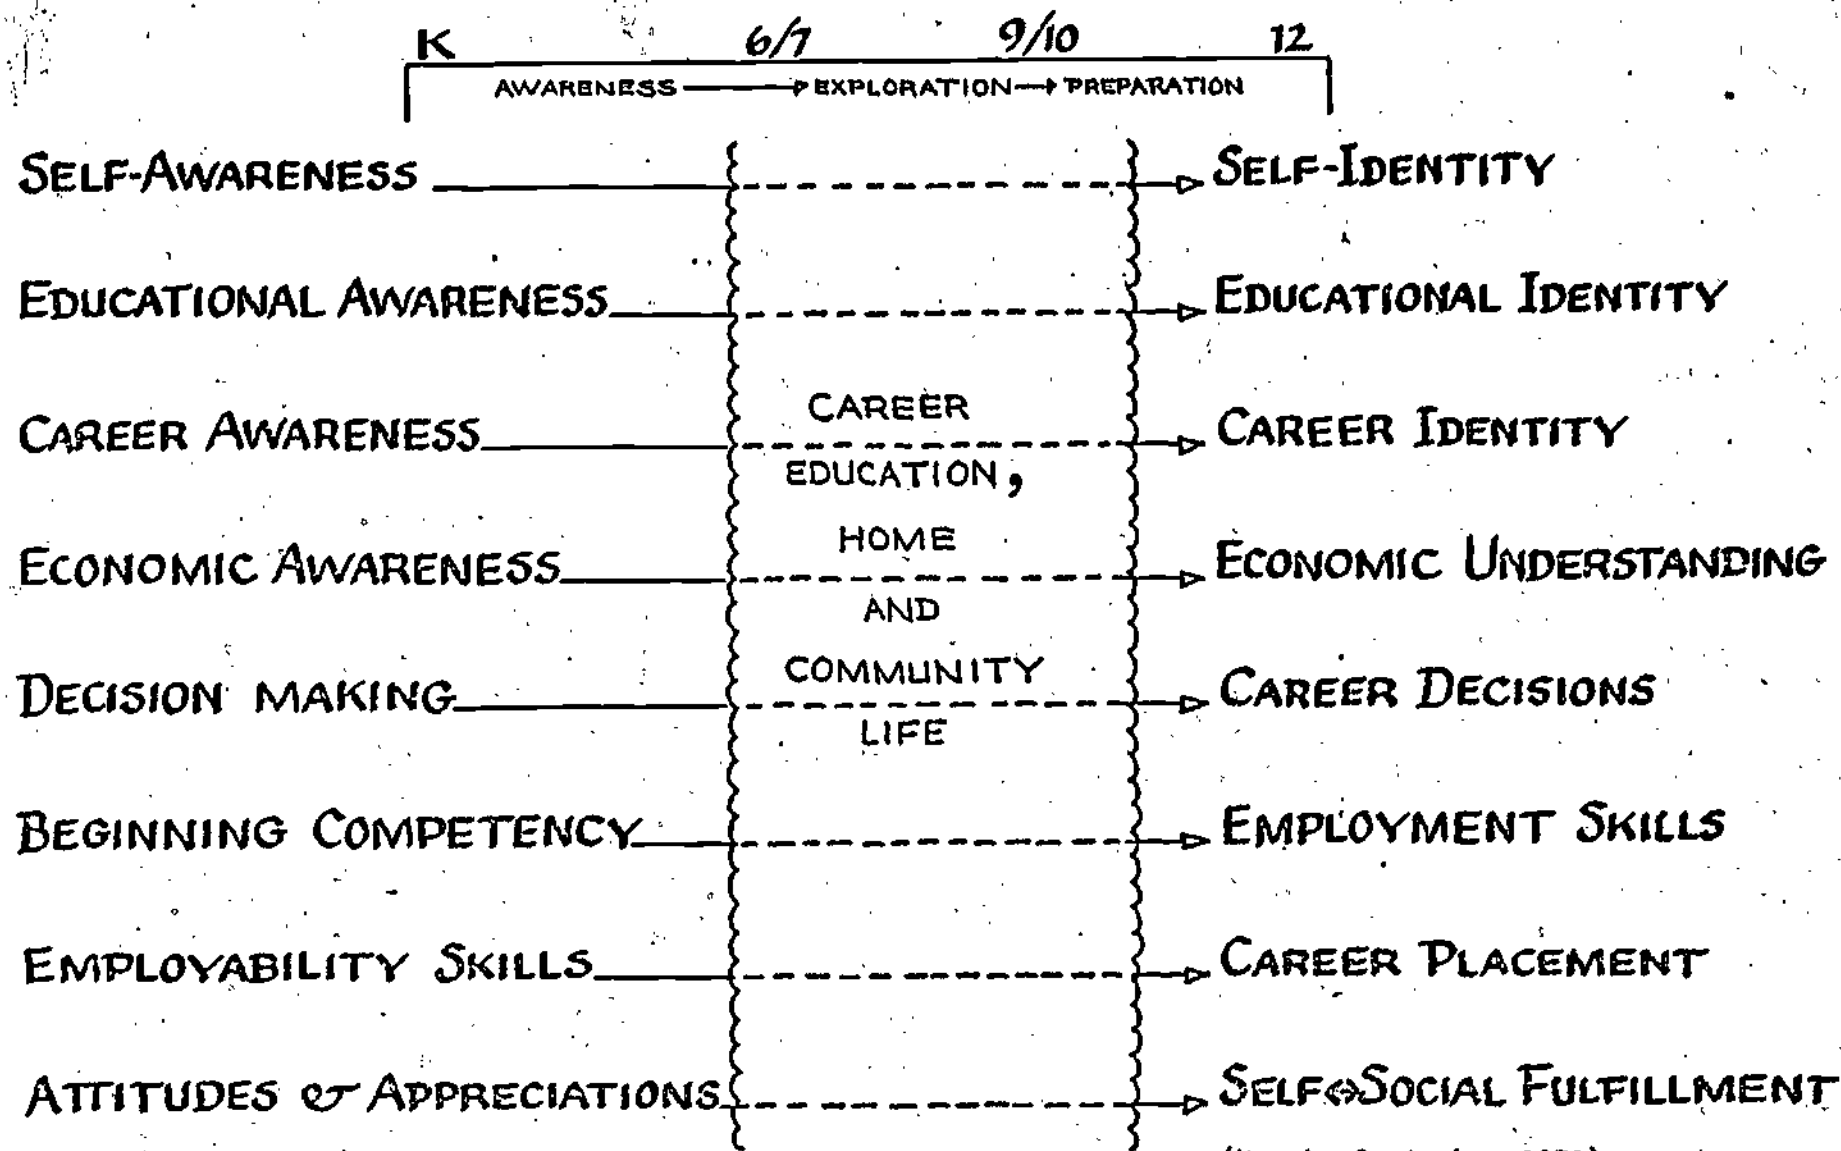 K 6/7 9/10 12
AWARENESS → EXPLORATION → PREPARATION
SELF-AWARENESS SELF-IDENTITY
EDUCATIONAL AWARENESS EDUCATIONAL IDENTITY
CAREER
CAREER AWARENESS CAREER IDENTITY
EDUCATION,
HOME
ECONOMIC AWARENESS ECONOMIC UNDERSTANDING
AND
COMMUNITY
DECISION MAKING CAREER DECISIONS
LIFE
BEGINNING COMPETENCY EMPLOYMENT SKILLS
EMPLOYABILITY SKILLS CAREER PLACEMENT
ATTITUDES & APPRECIATIONS SELF⇔SOCIAL FULFILLMENT